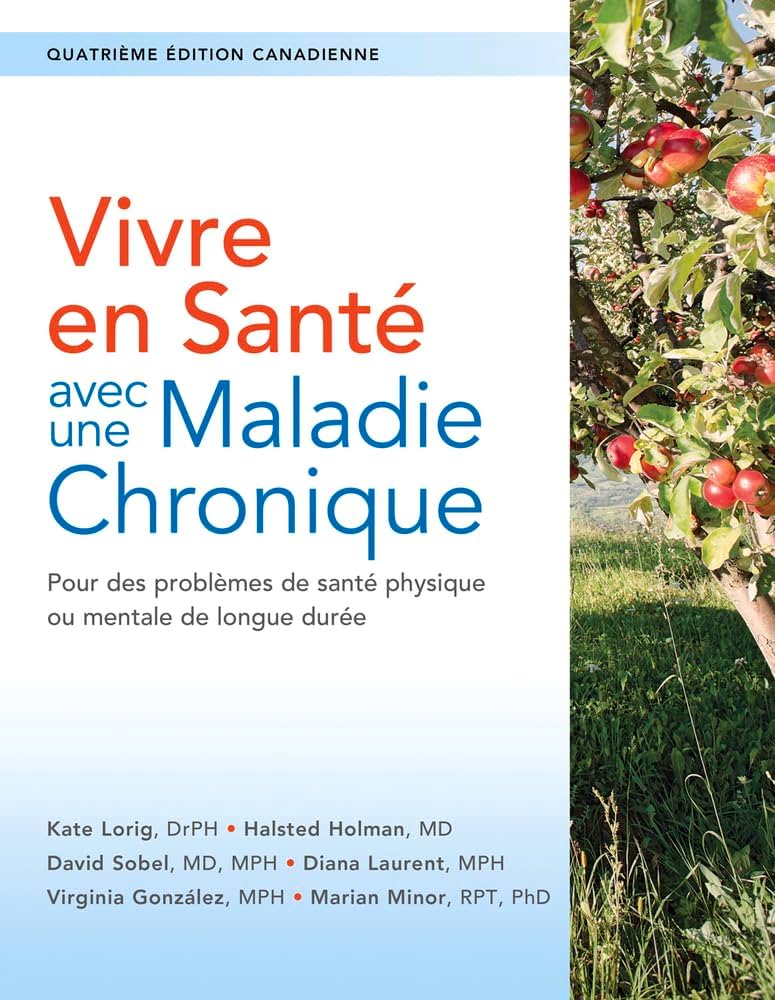 QUATRIÈME ÉDITION CANADIENNE
Vivre
en Santé
avec
une Maladie
Chronique
Pour des problèmes de santé physique
ou mentale de longue durée
Kate Lorig, DrPH • Halsted Holman, MD
David Sobel, MD, MPH • Diana Laurent, MPH
Virginia González, MPH • Marian Minor, RPT, PhD